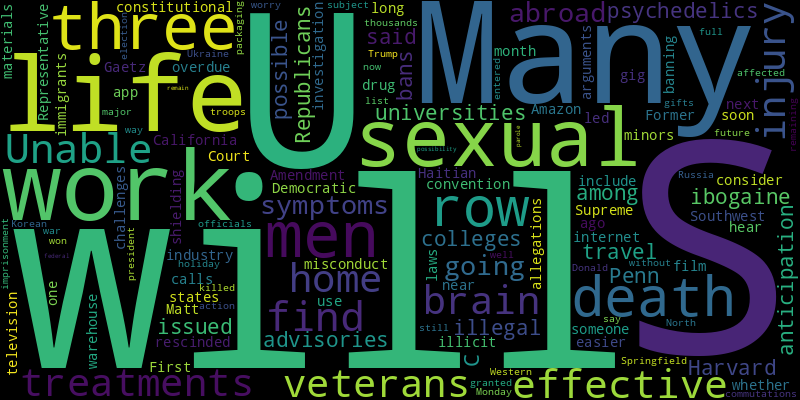 constitutional
three
materials
Representative
Gaetz
election
Ukraine
packaging
subject
worry
long
thousands
Trump
now
list
possible
Republicans
investigation
said
bans
drug
U
Many
abroad
psychedelics
arguments
gig
banning
full
affected
gifts
entered
injury
remaining
life
immigrants
overdue
app
major
troops
way
remain
month
universities
Amazon
Former
led
next
soon
minors
future
Unable
California
Court
sexual
parole
possibility
S
work
challenges
shielding
Amendment
Democratic
Haitian
convention
symptoms
row
among
include
Supreme
ago
internet
travel
Russia
consider
ibogaine
Southwest
hear
Korean
war
won
federal
officials
president
imprisonment
Will
men
misconduct
home
colleges
going
laws
well
allegations
Penn
film
Donald
without
anticipation
industry
holiday
calls
killed
states
action
one
Warehouse
Matt
television
issued
rescinded
First
find
use
advisories
near
brain
still
illegal
illicit
C
death
someone
easier
say
North
Springfield
Harvard
whether
commutations
treatments
veterans
Western
granted
Monday
effective